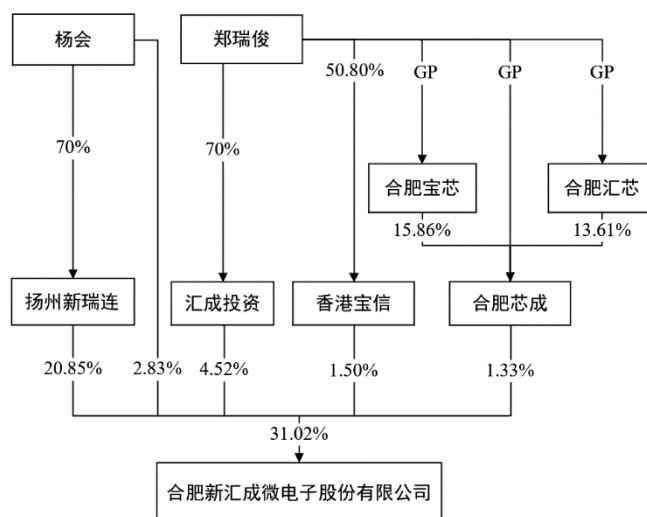 杨会
郑瑞俊
50.80%
GP
GP
GP
70%
70%
合肥宝芯
合肥汇芯
15.86%
13.61%
扬州新瑞连
汇成投资
香港宝信
合肥芯成
20.85%
2.83%
4.52%
1.50%
1.33%
31.02%
合肥新汇成微电子股份有限公司